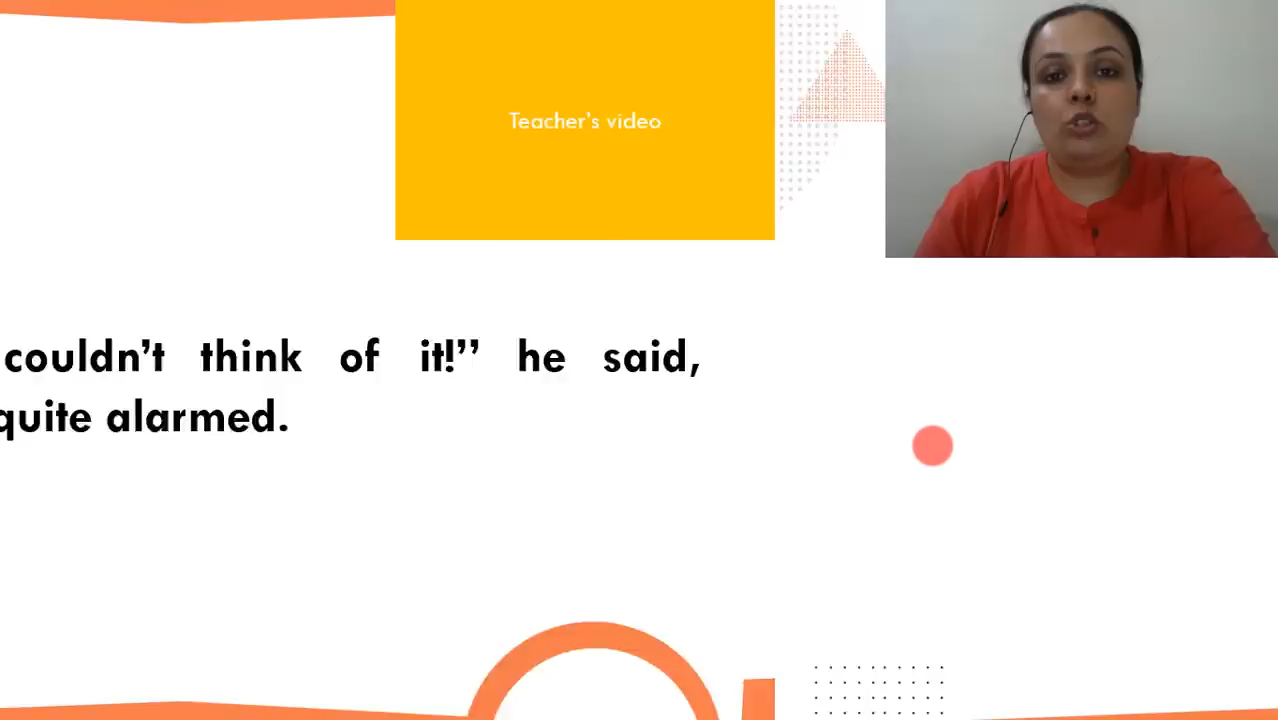 Teacher's video
couldn't think of it!” he said,
quite alarmed.